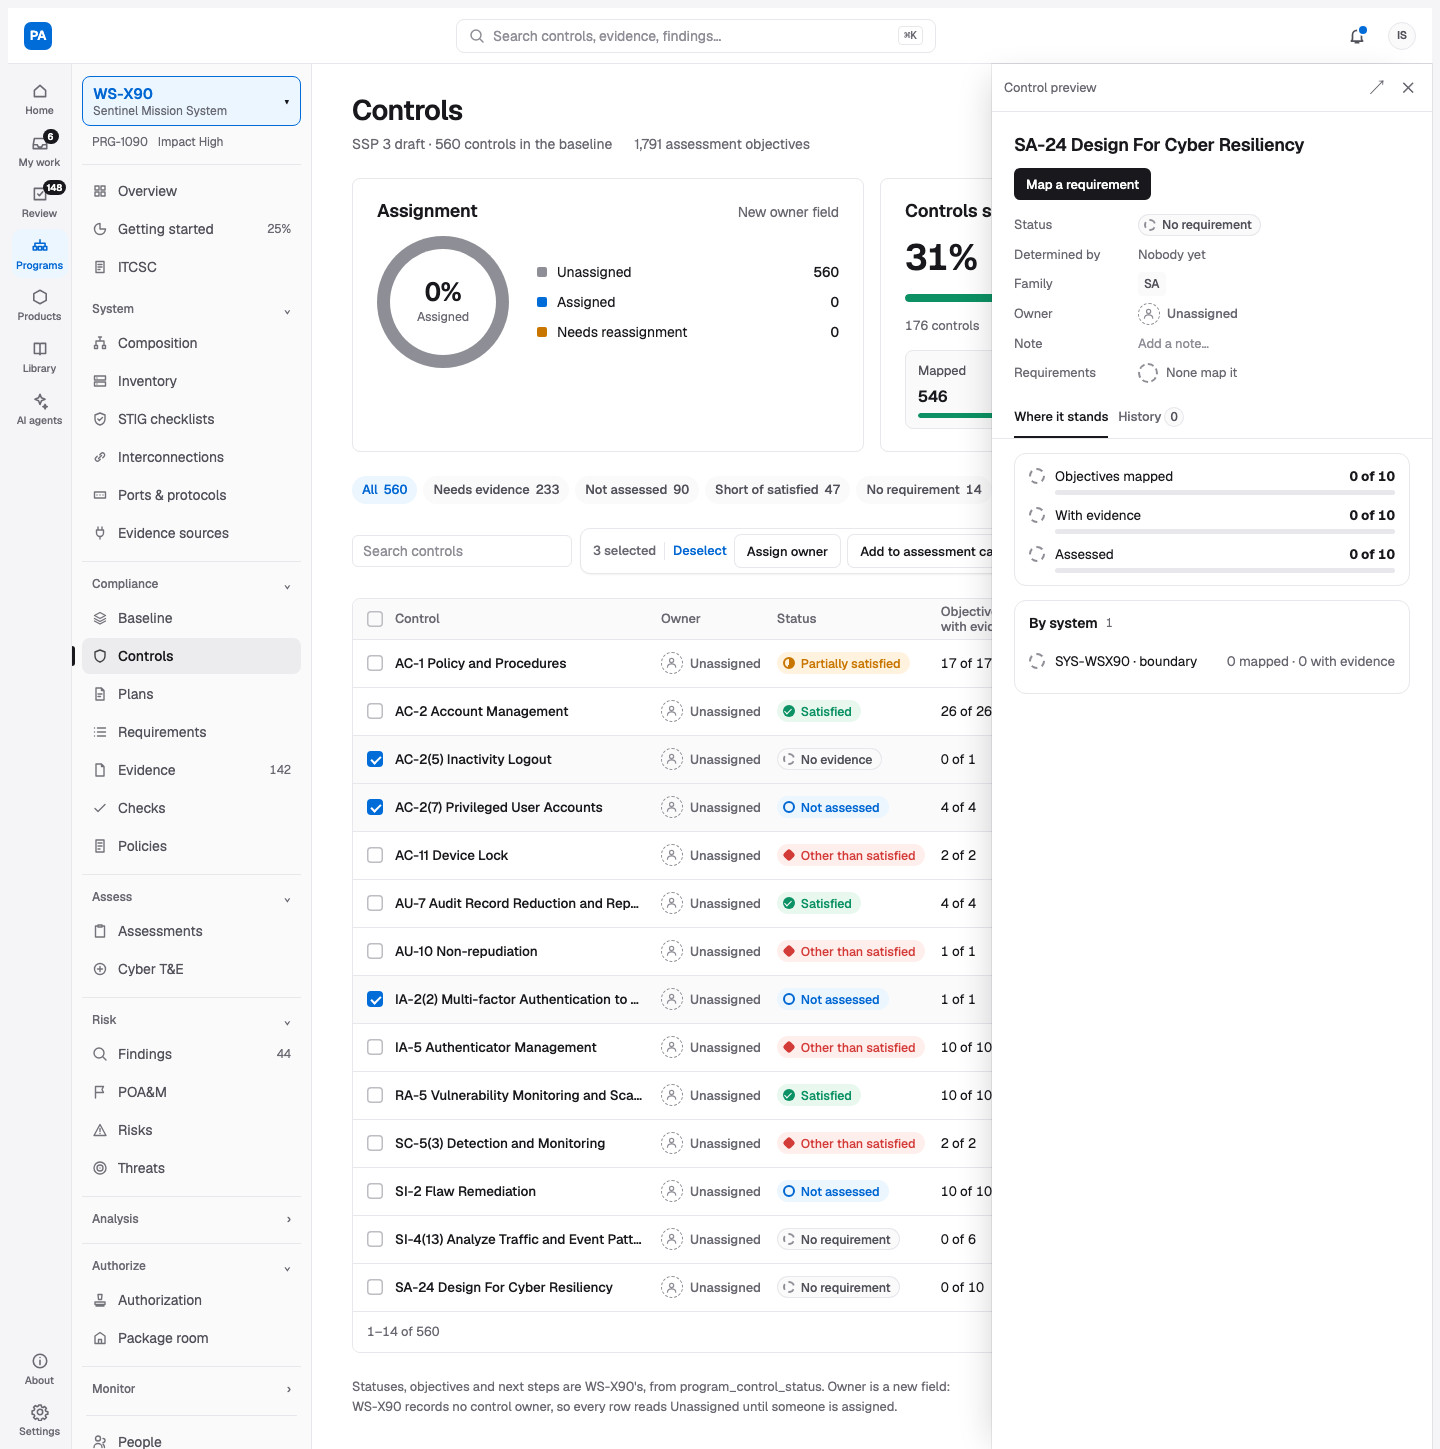 PA
Search controls, evidence, findings...
⌘K
IS
Home
6
My work
148
Review
Programs
Products
Library
AI agents
About
Settings
WS-X90
Sentinel Mission System
PRG-1090 Impact High
Overview
Getting started 25%
ITCSC
System
Composition
Inventory
STIG checklists
Interconnections
Ports & protocols
Evidence sources
Compliance
Baseline
Controls
Plans
Requirements
Evidence 142
Checks
Policies
Assess
Assessments
Cyber T&E
Risk
Findings 44
POA&M
Risks
Threats
Analysis
Authorize
Authorization
Package room
Monitor
People
Controls
SSP 3 draft · 560 controls in the baseline 1,791 assessment objectives
Assignment New owner field
0%
Assigned
Unassigned 560
Assigned 0
Needs reassignment 0
Controls s
31%
176 controls
Mapped
546
All 560 Needs evidence 233 Not assessed 90 Short of satisfied 47 No requirement 14
Search controls 3 selected Deselect Assign owner Add to assessment ca
Control Owner Status Objectiv
with evid
AC-1 Policy and Procedures Unassigned Partially satisfied 17 of 17
AC-2 Account Management Unassigned Satisfied 26 of 26
AC-2(5) Inactivity Logout Unassigned No evidence 0 of 1
AC-2(7) Privileged User Accounts Unassigned Not assessed 4 of 4
AC-11 Device Lock Unassigned Other than satisfied 2 of 2
AU-7 Audit Record Reduction and Rep... Unassigned Satisfied 4 of 4
AU-10 Non-repudiation Unassigned Other than satisfied 1 of 1
IA-2(2) Multi-factor Authentication to ... Unassigned Not assessed 1 of 1
IA-5 Authenticator Management Unassigned Other than satisfied 10 of 10
RA-5 Vulnerability Monitoring and Sca... Unassigned Satisfied 10 of 10
SC-5(3) Detection and Monitoring Unassigned Other than satisfied 2 of 2
SI-2 Flaw Remediation Unassigned Not assessed 10 of 10
SI-4(13) Analyze Traffic and Event Patt... Unassigned No requirement 0 of 6
SA-24 Design For Cyber Resiliency Unassigned No requirement 0 of 10
1–14 of 560
Statuses, objectives and next steps are WS-X90's, from program_control_status. Owner is a new field:
WS-X90 records no control owner, so every row reads Unassigned until someone is assigned.
Control preview
SA-24 Design For Cyber Resiliency
Map a requirement
Status No requirement
Determined by Nobody yet
Family SA
Owner Unassigned
Note Add a note...
Requirements None map it
Where it stands History 0
Objectives mapped 0 of 10
With evidence 0 of 10
Assessed 0 of 10
By system 1
SYS-WSX90 · boundary 0 mapped · 0 with evidence